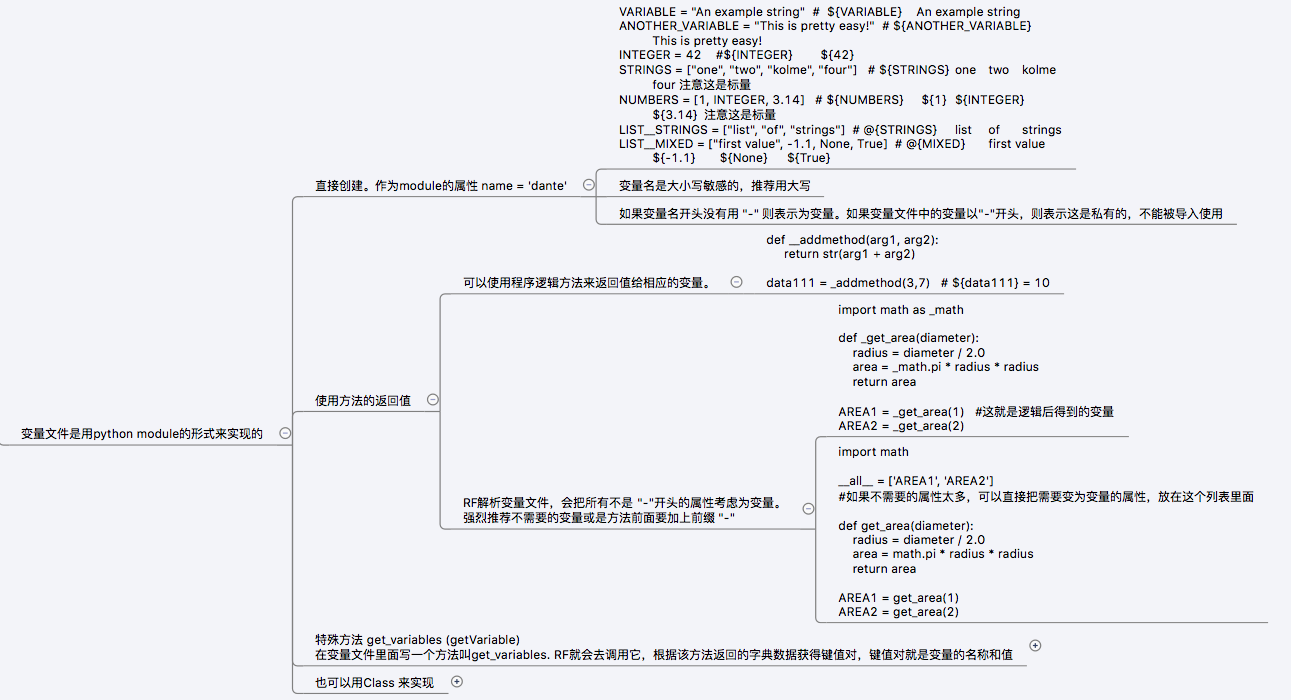 VARIABLE = "An example string" # ${VARIABLE} An example string
ANOTHER_VARIABLE = "This is pretty easy!" # ${ANOTHER_VARIABLE}
This is pretty easy!
INTEGER = 42 #${INTEGER} ${42}
STRINGS = ["one", "two", "kolme", "four"] # ${STRINGS} one two kolme
four 注意这是标量
NUMBERS = [1, INTEGER, 3.14] # ${NUMBERS} ${1} ${INTEGER}
${3.14} 注意这是标量
LIST__STRINGS = ["list", "of", "strings"] # @{STRINGS} list of strings
LIST__MIXED = ["first value", -1.1, None, True] # @{MIXED} first value
${-1.1} ${None} ${True}
直接创建。作为module的属性 name = 'dante'
变量名是大小写敏感的，推荐用大写
如果变量名开头没有用 "-" 则表示为变量。如果变量文件中的变量以"-"开头，则表示这是私有的，不能被导入使用
def __addmethod(arg1, arg2):
return str(arg1 + arg2)
可以使用程序逻辑方法来返回值给相应的变量。
data111 = _addmethod(3,7) # ${data111} = 10
import math as _math
def _get_area(diameter):
radius = diameter / 2.0
area = _math.pi * radius * radius
return area
使用方法的返回值
AREA1 = _get_area(1) #这就是逻辑后得到的变量
AREA2 = _get_area(2)
变量文件是用python module的形式来实现的
import math
__all__ = ['AREA1', 'AREA2']
#如果不需要的属性太多，可以直接把需要变为变量的属性，放在这个列表里面
RF解析变量文件，会把所有不是 "-"开头的属性考虑为变量。
强烈推荐不需要的变量或是方法前面要加上前缀 "-"
def get_area(diameter):
radius = diameter / 2.0
area = math.pi * radius * radius
return area
AREA1 = get_area(1)
AREA2 = get_area(2)
特殊方法 get_variables (getVariable)
在变量文件里面写一个方法叫get_variables. RF就会去调用它，根据该方法返回的字典数据获得键值对，键值对就是变量的名称和值
也可以用Class 来实现